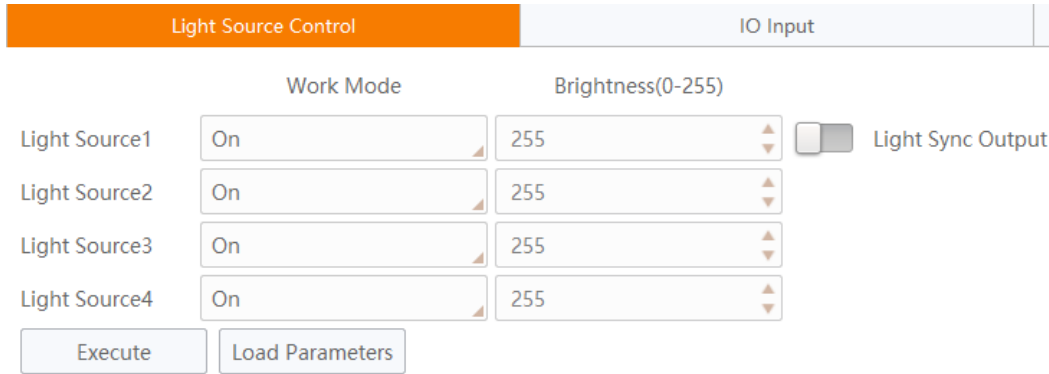 Light Source Control IO Input
Work Mode Brightness(0-255)
Light Source1 On 255 Light Sync Output
Light Source2 On 255
Light Source3 On 255
Light Source4 On 255
Execute Load Parameters